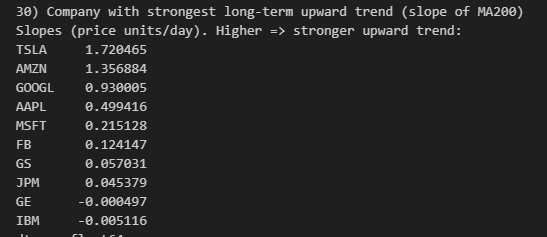 30) Company with strongest long-term upward trend (slope of MA200)
Slopes (price units/day). Higher => stronger upward trend:
TSLA 1.720465
AMZN 1.356884
GOOGL 0.930005
AAPL 0.499416
MSFT 0.215128
FB 0.124147
GS 0.057031
JPM 0.045379
GE -0.000497
IBM -0.005116